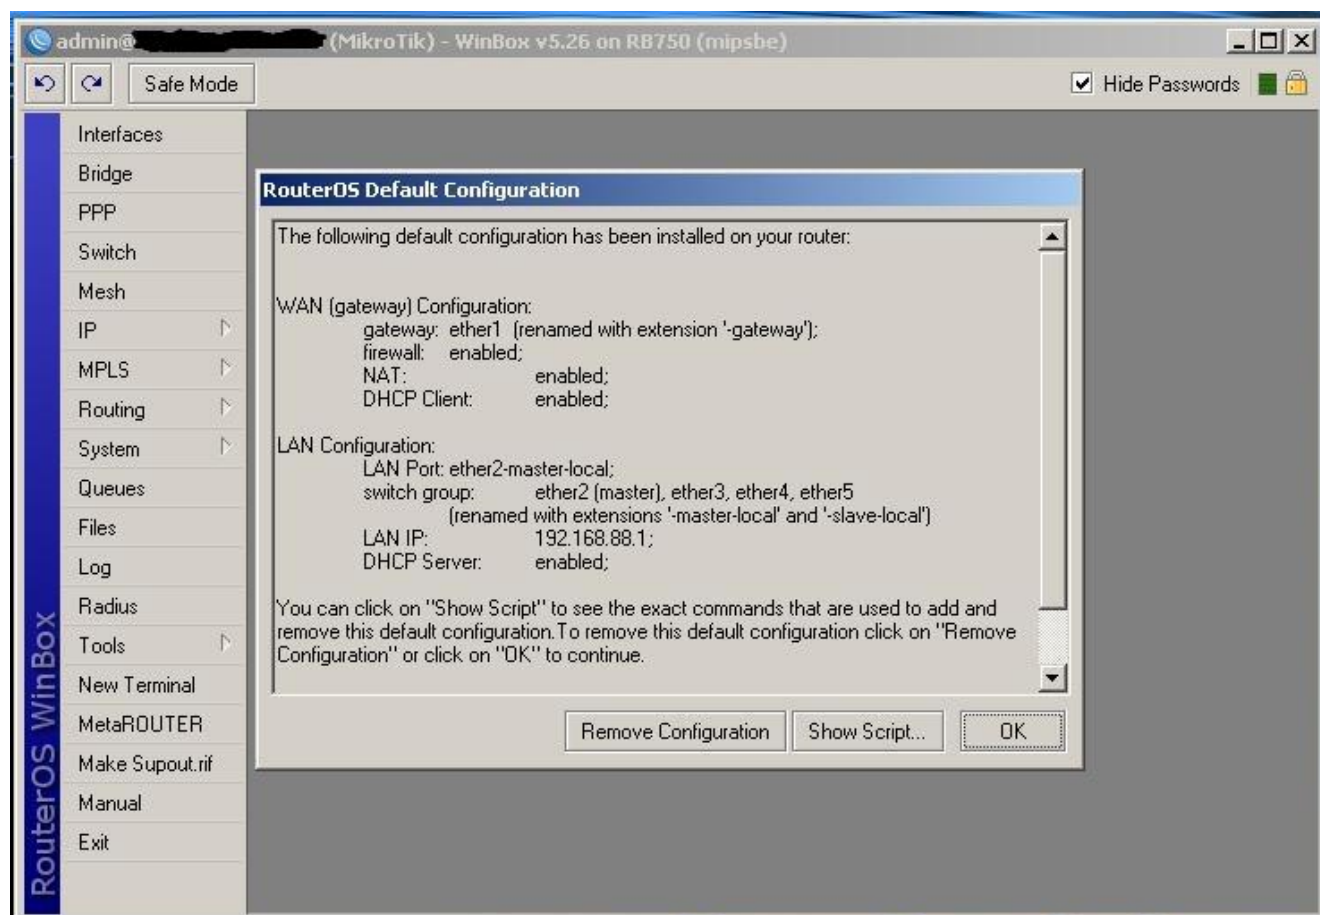 admin@ (MikroTik) - WinBox v5.26 on RB750 (mipsbe)
Safe Mode
Hide Passwords
Interfaces
Bridge
PPP
Switch
Mesh
IP
MPLS
Routing
System
Queues
Files
Log
Radius
Tools
New Terminal
MetaROUTER
Make Supout.rif
Manual
Exit
RouterOS WinBox
RouterOS Default Configuration
The following default configuration has been installed on your router:
WAN (gateway) Configuration:
gateway: ether1 (renamed with extension '-gateway');
firewall: enabled;
NAT: enabled;
DHCP Client: enabled;
LAN Configuration:
LAN Port: ether2-master-local;
switch group: ether2 (master), ether3, ether4, ether5
(renamed with extensions '-master-local' and '-slave-local')
LAN IP: 192.168.88.1;
DHCP Server: enabled;
You can click on "Show Script" to see the exact commands that are used to add and
remove this default configuration.To remove this default configuration click on "Remove
Configuration" or click on "OK" to continue.
Remove Configuration
Show Script...
OK